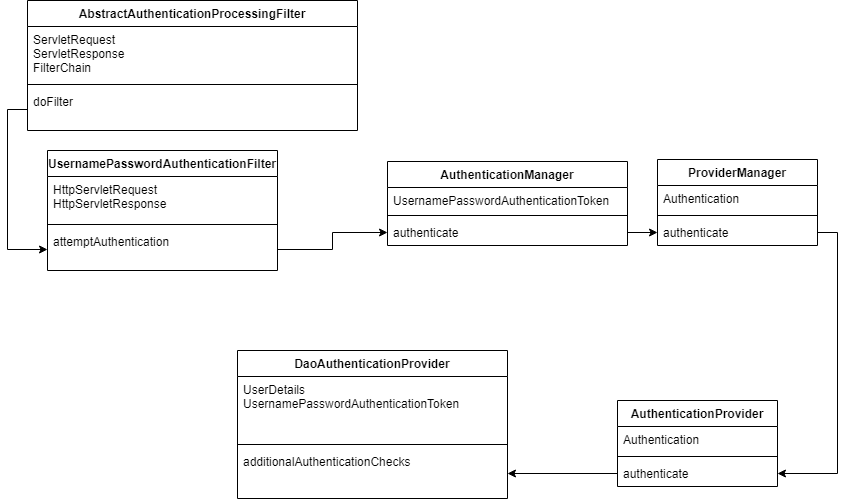 AbstractAuthenticationProcessingFilter
ServletRequest
ServletResponse
FilterChain
doFilter
UsernamePasswordAuthenticationFilter
HttpServletRequest
HttpServletResponse
attemptAuthentication
AuthenticationManager
UsernamePasswordAuthenticationToken
authenticate
ProviderManager
Authentication
authenticate
DaoAuthenticationProvider
UserDetails
UsernamePasswordAuthenticationToken
additionalAuthenticationChecks
AuthenticationProvider
Authentication
authenticate